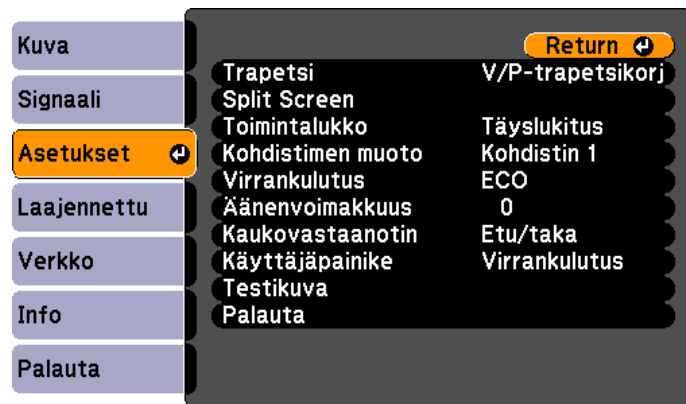 Kuva
Signaali
Asetukset
Laajennettu
Verkko
Info
Palauta
Return
Trapetsi V/P-trapetsikorj
Split Screen
Toimintalukko Täyslukitus
Kohdistimen muoto Kohdistin 1
Virrankulutus ECO
Äänenvoimakkuus 0
Kaukovastaanotin Etu/taka
Käyttäjäpainike Virrankulutus
Testikuva
Palauta